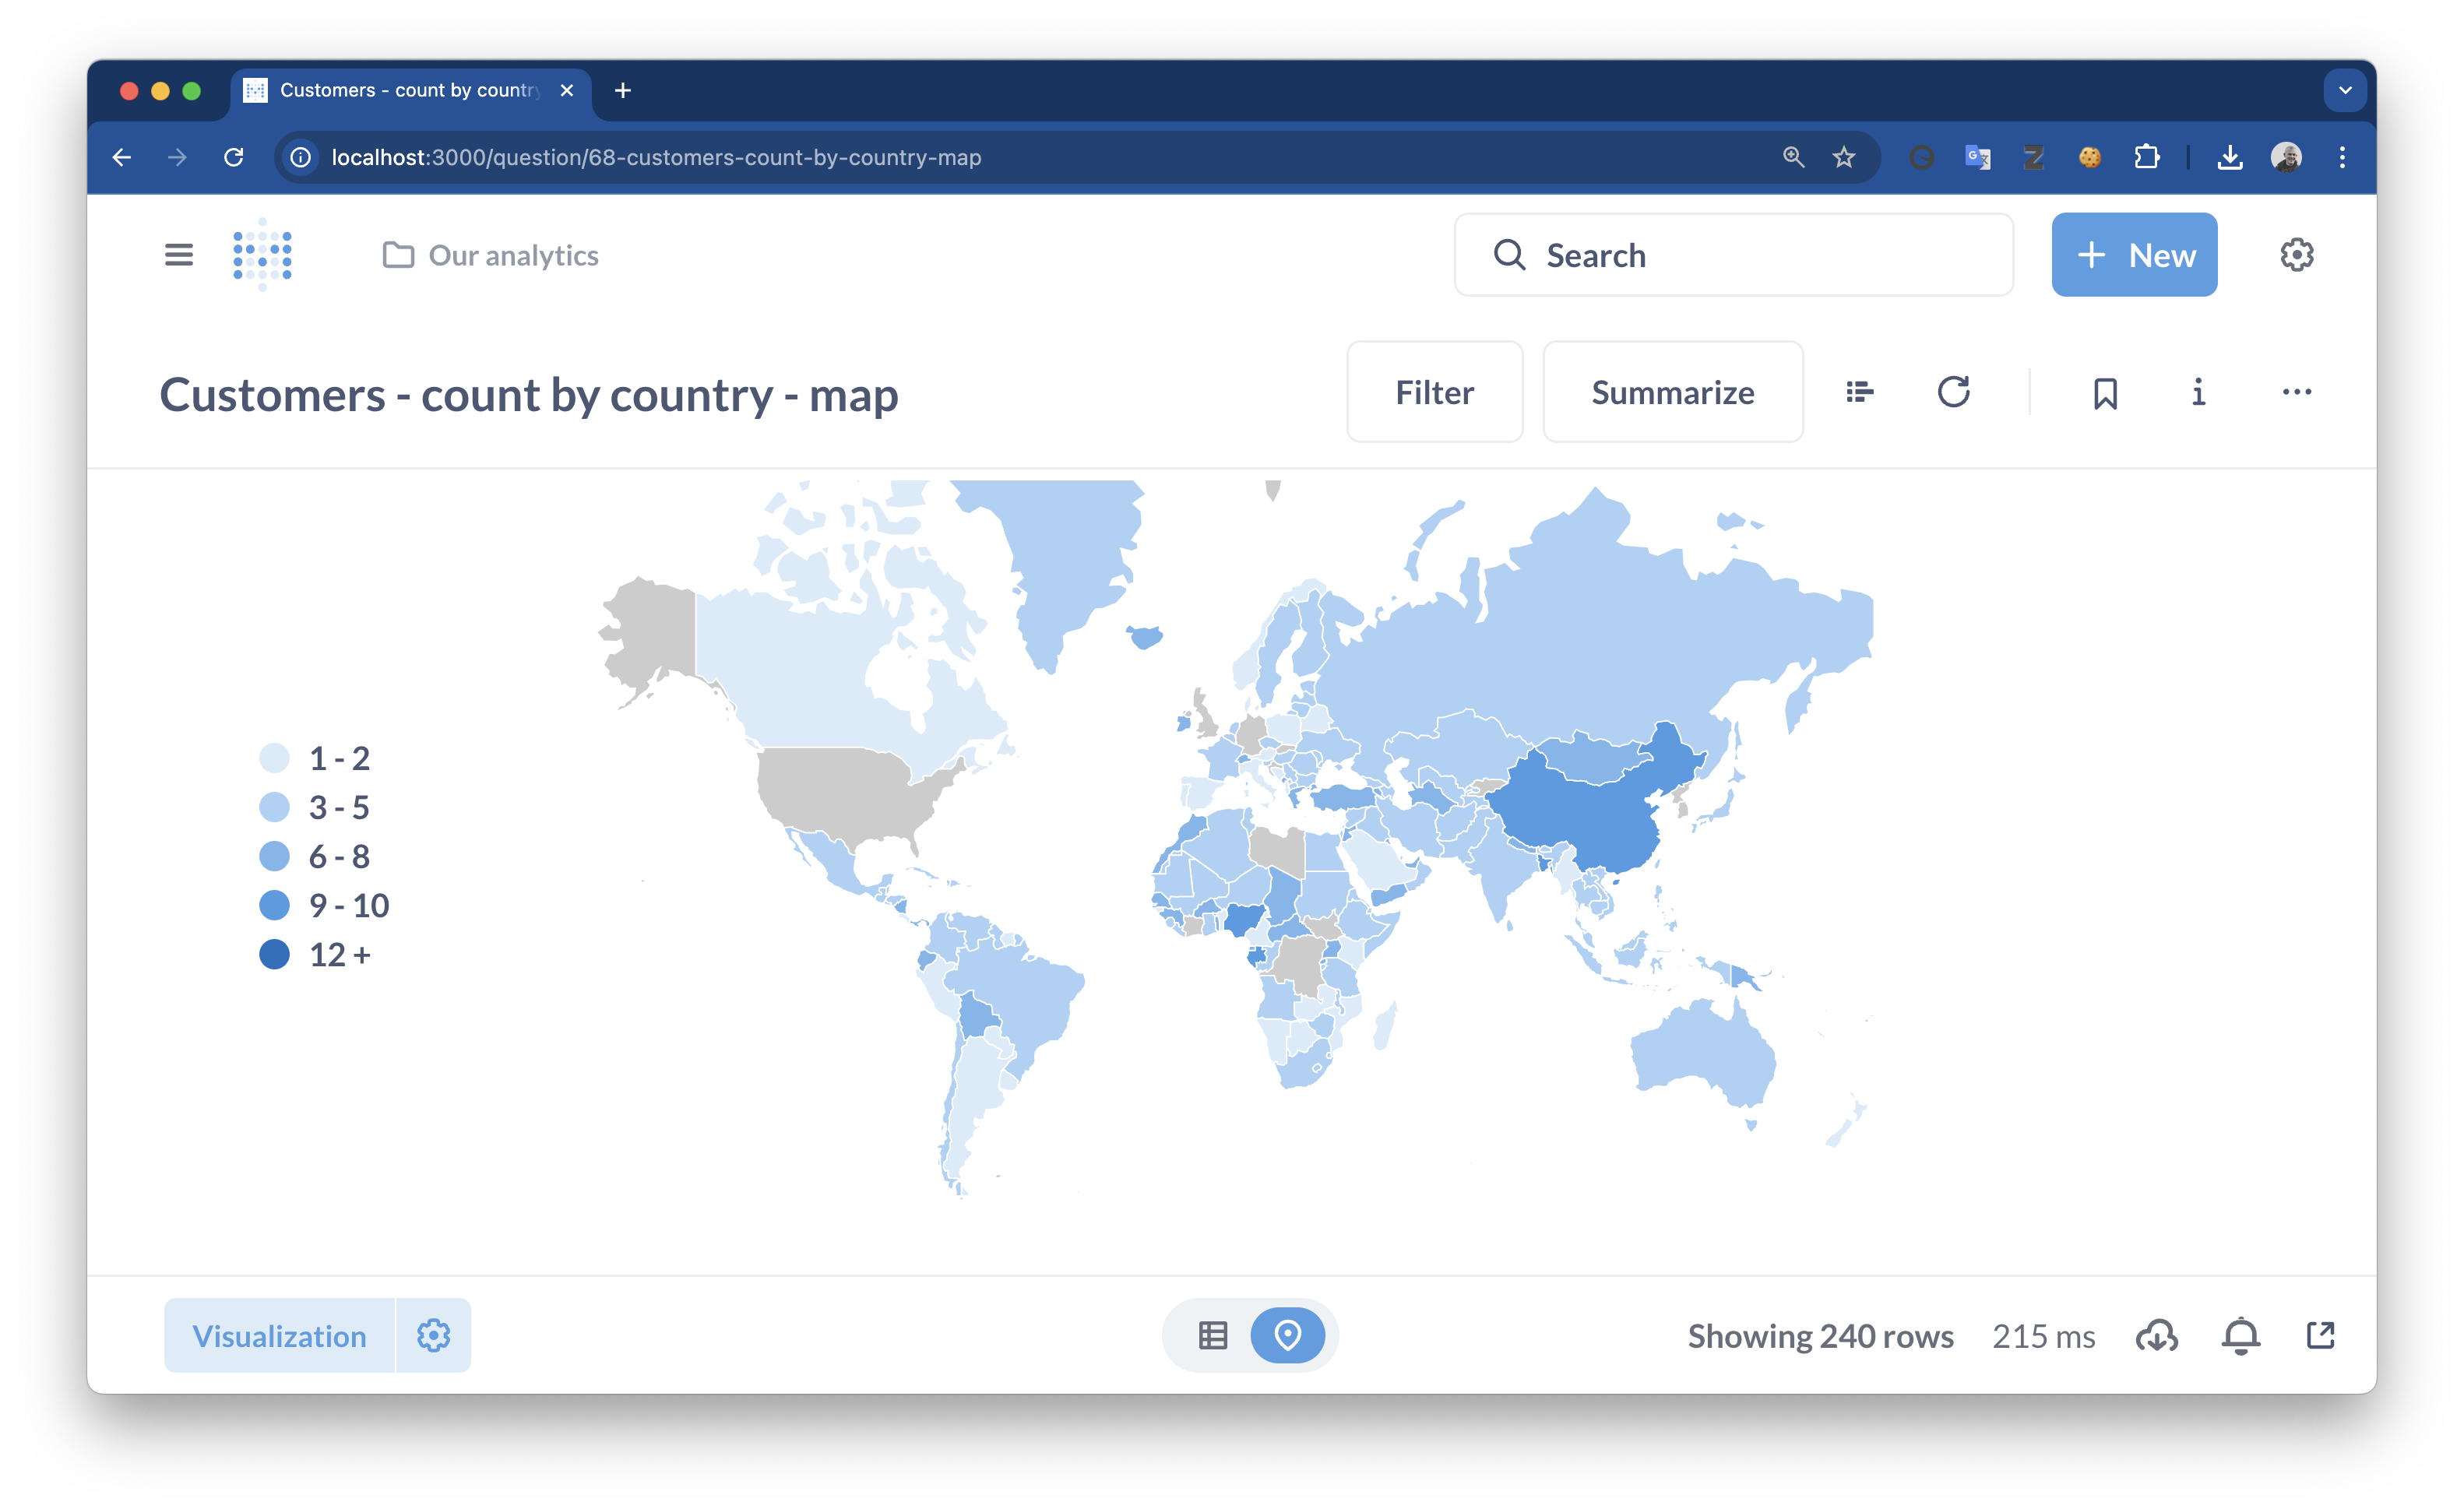 Customers - count by country
localhost:3000/question/68-customers-count-by-country-map
Our analytics
Search
+ New
Customers - count by country - map
Filter
Summarize
1 - 2
3 - 5
6 - 8
9 - 10
12 +
Visualization
Showing 240 rows
215 ms